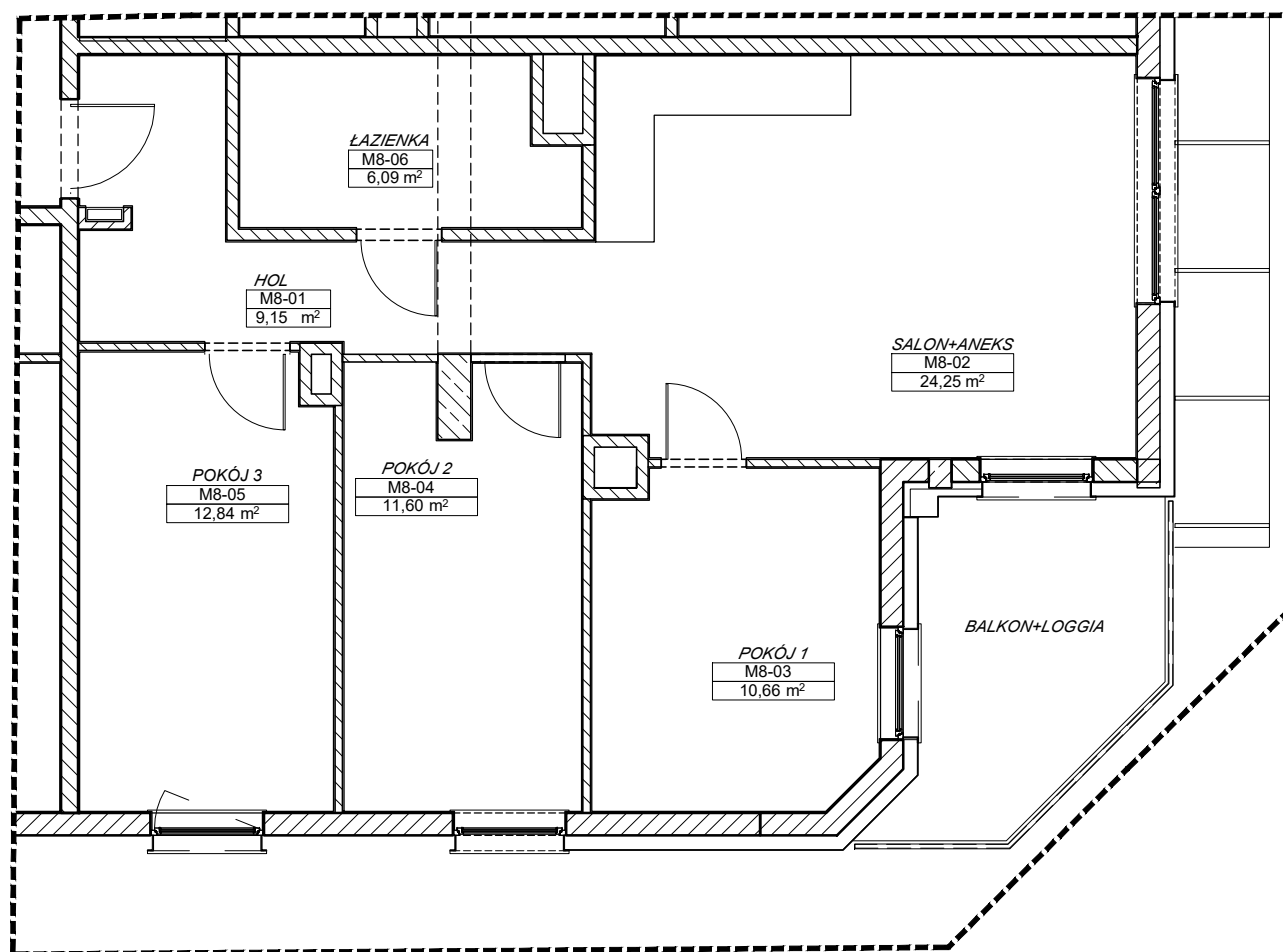 ŁAZIENKA
M8-06
6,09 m²
HOL
M8-01
9,15 m²
SALON+ANEKS
M8-02
24,25 m²
POKÓJ 3
M8-05
12,84 m²
POKÓJ 2
M8-04
11,60 m²
BALKON+LOGGIA
POKÓJ 1
M8-03
10,66 m²